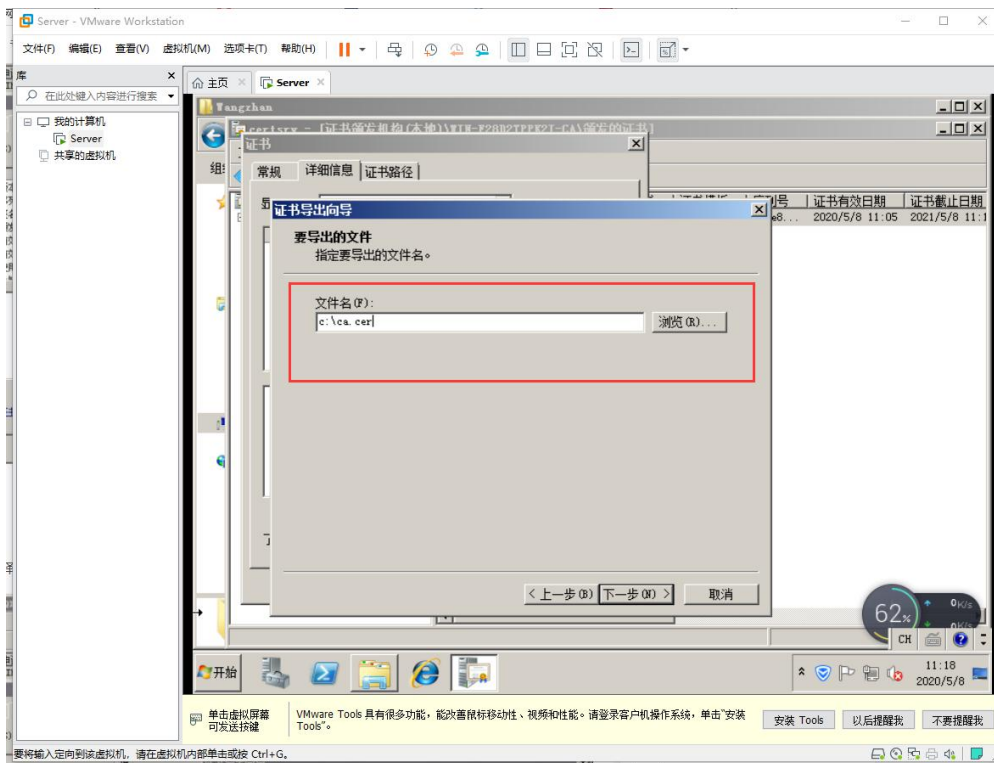 Server - VMware Workstation
文件(F) 编辑(E) 查看(V) 虚拟机(M) 选项卡(T) 帮助(H)
库
在此处键入内容进行搜索
我的计算机
Server
共享的虚拟机
主页 Server
Wangzhan
证书
常规 详细信息 证书路径
证书有效日期 证书截止日期
2020/5/8 11:05 2021/5/8 11:1
证书导出向导
要导出的文件
指定要导出的文件名。
文件名(F):
c:\ca.cer
浏览(R)...
< 上一步(B) 下一步(N) > 取消
62%
0K/s
0K/s
CH
开始
11:18
2020/5/8
单击虚拟屏幕
可发送按键
VMware Tools 具有很多功能，能改善鼠标移动性、视频和性能。请登录客户机操作系统，单击"安装
Tools"。
安装 Tools 以后提醒我 不要提醒我
要将输入定向到该虚拟机，请在虚拟机内部单击或按 Ctrl+G。